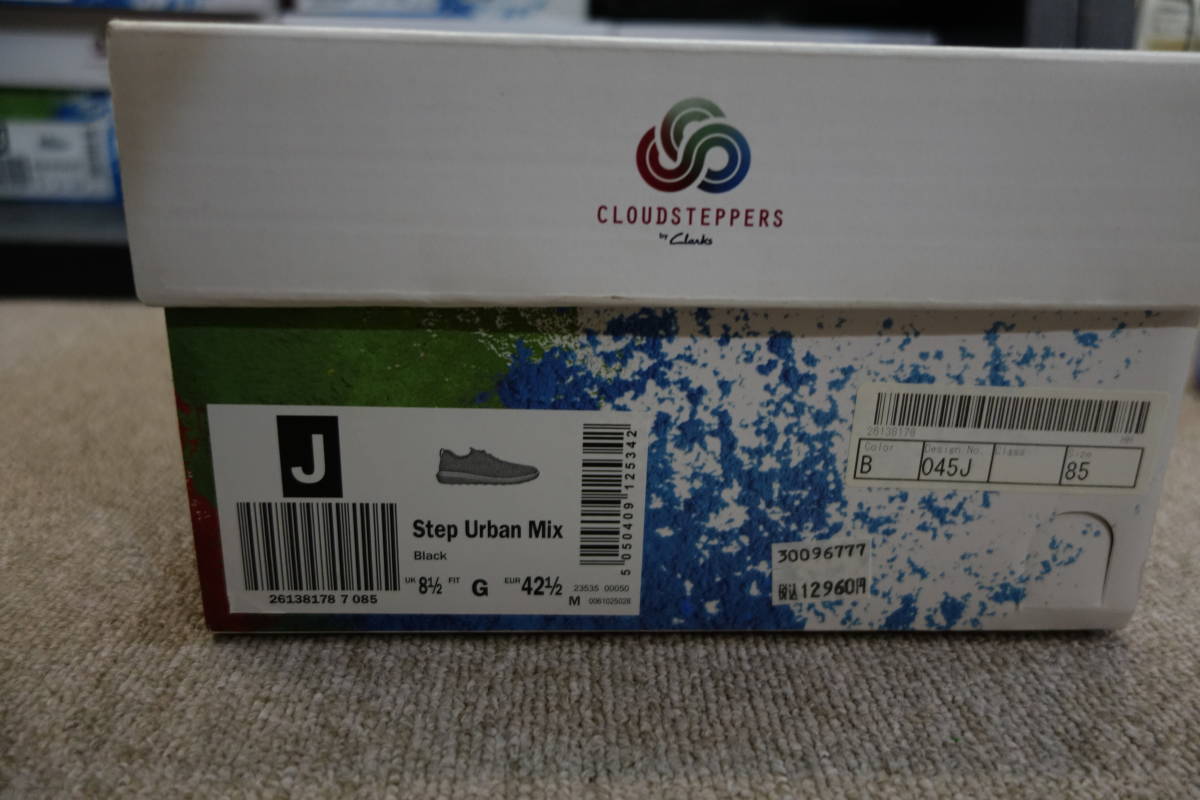 CLOUDSTEPPERS
by Clarks
J
Step Urban Mix
Black
UK 8½ FIT G EUR 42½
23535 00050
M 0061025028
26138178 7 085
5 050409 125342
26138178
Color Design No. Class Size
B 045J 85
30096777
税込12960円
J